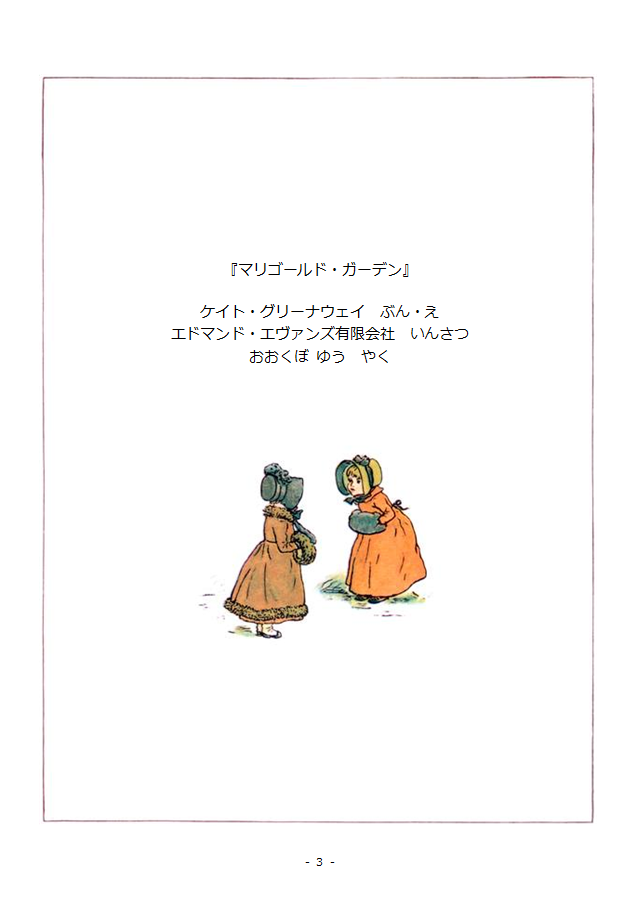 『マリゴールド・ガーデン』
ケイト・グリーナウェイ　ぶん・え
エドマンド・エヴァンズ有限会社　いんさつ
おおくぼ ゆう　やく
- 3 -